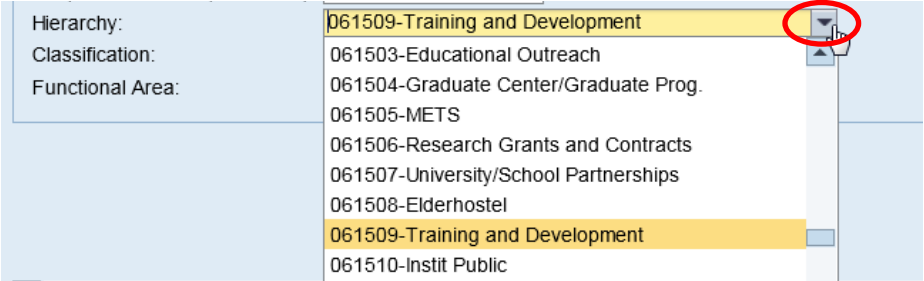 Hierarchy: 061509-Training and Development
Classification: 061503-Educational Outreach
Functional Area: 061504-Graduate Center/Graduate Prog.
061505-METS
061506-Research Grants and Contracts
061507-University/School Partnerships
061508-Elderhostel
061509-Training and Development
061510-Instit Public